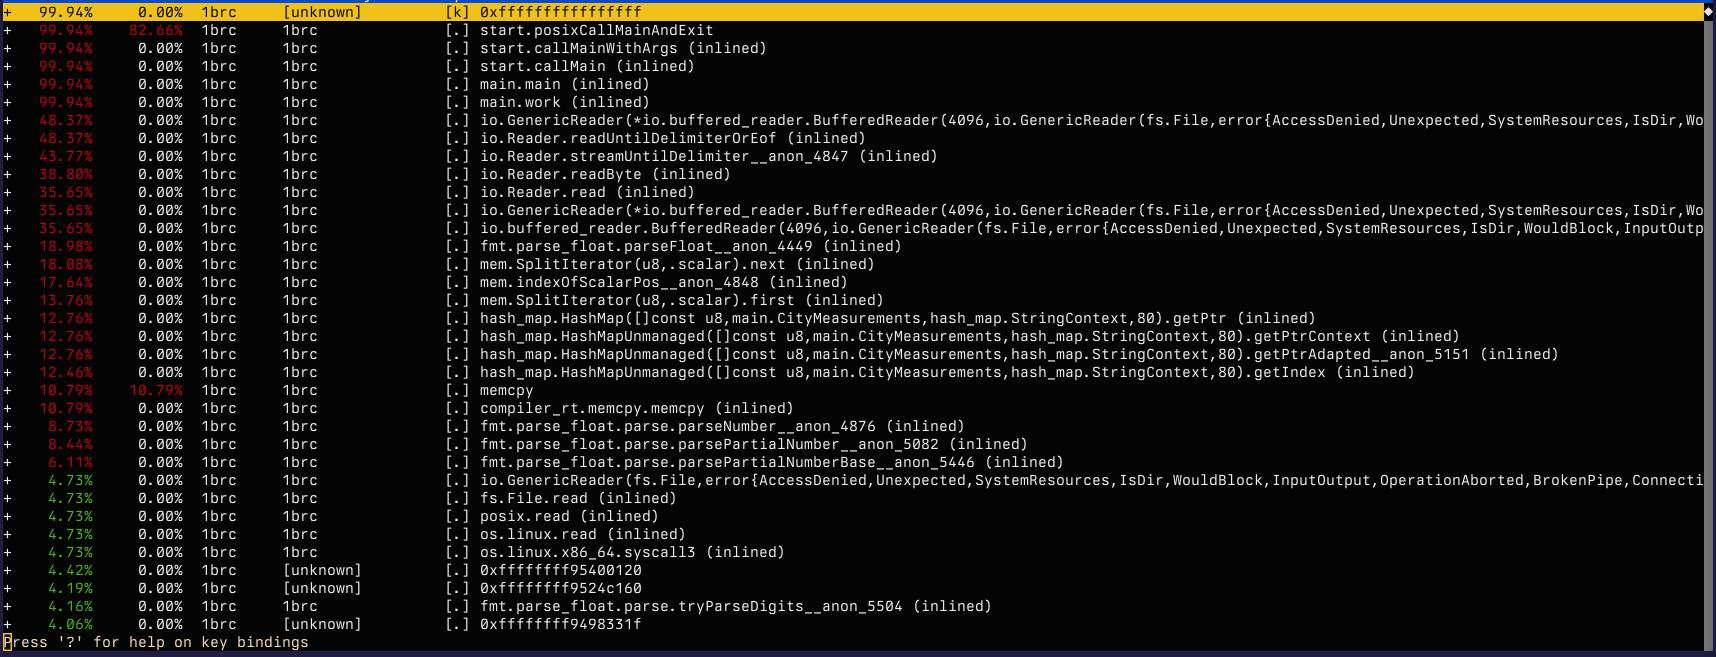 + 99.94% 0.00% 1brc [unknown] [k] 0xffffffffffffffff
+ 99.94% 82.66% 1brc 1brc [.] start.posixCallMainAndExit
+ 99.94% 0.00% 1brc 1brc [.] start.callMainWithArgs (inlined)
+ 99.94% 0.00% 1brc 1brc [.] start.callMain (inlined)
+ 99.94% 0.00% 1brc 1brc [.] main.main (inlined)
+ 99.94% 0.00% 1brc 1brc [.] main.work (inlined)
+ 48.37% 0.00% 1brc 1brc [.] io.GenericReader(*io.buffered_reader.BufferedReader(4096,io.GenericReader(fs.File,error{AccessDenied,Unexpected,SystemResources,IsDir,Wo
+ 48.37% 0.00% 1brc 1brc [.] io.Reader.readUntilDelimiterOrEof (inlined)
+ 43.77% 0.00% 1brc 1brc [.] io.Reader.streamUntilDelimiter__anon_4847 (inlined)
+ 38.80% 0.00% 1brc 1brc [.] io.Reader.readByte (inlined)
+ 35.65% 0.00% 1brc 1brc [.] io.Reader.read (inlined)
+ 35.65% 0.00% 1brc 1brc [.] io.GenericReader(*io.buffered_reader.BufferedReader(4096,io.GenericReader(fs.File,error{AccessDenied,Unexpected,SystemResources,IsDir,Wo
+ 35.65% 0.00% 1brc 1brc [.] io.buffered_reader.BufferedReader(4096,io.GenericReader(fs.File,error{AccessDenied,Unexpected,SystemResources,IsDir,WouldBlock,InputOutp
+ 18.98% 0.00% 1brc 1brc [.] fmt.parse_float.parseFloat__anon_4449 (inlined)
+ 18.08% 0.00% 1brc 1brc [.] mem.SplitIterator(u8,.scalar).next (inlined)
+ 17.64% 0.00% 1brc 1brc [.] mem.indexOfScalarPos__anon_4848 (inlined)
+ 13.76% 0.00% 1brc 1brc [.] mem.SplitIterator(u8,.scalar).first (inlined)
+ 12.76% 0.00% 1brc 1brc [.] hash_map.HashMap([]const u8,main.CityMeasurements,hash_map.StringContext,80).getPtr (inlined)
+ 12.76% 0.00% 1brc 1brc [.] hash_map.HashMapUnmanaged([]const u8,main.CityMeasurements,hash_map.StringContext,80).getPtrContext (inlined)
+ 12.76% 0.00% 1brc 1brc [.] hash_map.HashMapUnmanaged([]const u8,main.CityMeasurements,hash_map.StringContext,80).getPtrAdapted__anon_5151 (inlined)
+ 12.46% 0.00% 1brc 1brc [.] hash_map.HashMapUnmanaged([]const u8,main.CityMeasurements,hash_map.StringContext,80).getIndex (inlined)
+ 10.79% 10.79% 1brc 1brc [.] memcpy
+ 10.79% 0.00% 1brc 1brc [.] compiler_rt.memcpy.memcpy (inlined)
+ 8.73% 0.00% 1brc 1brc [.] fmt.parse_float.parse.parseNumber__anon_4876 (inlined)
+ 8.44% 0.00% 1brc 1brc [.] fmt.parse_float.parse.parsePartialNumber__anon_5082 (inlined)
+ 6.11% 0.00% 1brc 1brc [.] fmt.parse_float.parse.parsePartialNumberBase__anon_5446 (inlined)
+ 4.73% 0.00% 1brc 1brc [.] io.GenericReader(fs.File,error{AccessDenied,Unexpected,SystemResources,IsDir,WouldBlock,InputOutput,OperationAborted,BrokenPipe,Connecti
+ 4.73% 0.00% 1brc 1brc [.] fs.File.read (inlined)
+ 4.73% 0.00% 1brc 1brc [.] posix.read (inlined)
+ 4.73% 0.00% 1brc 1brc [.] os.linux.read (inlined)
+ 4.73% 0.00% 1brc 1brc [.] os.linux.x86_64.syscall3 (inlined)
+ 4.42% 0.00% 1brc [unknown] [.] 0xffffffff95400120
+ 4.19% 0.00% 1brc [unknown] [.] 0xffffffff9524c160
+ 4.16% 0.00% 1brc 1brc [.] fmt.parse_float.parse.tryParseDigits__anon_5504 (inlined)
+ 4.06% 0.00% 1brc [unknown] [.] 0xffffffff9498331f
Press '?' for help on key bindings